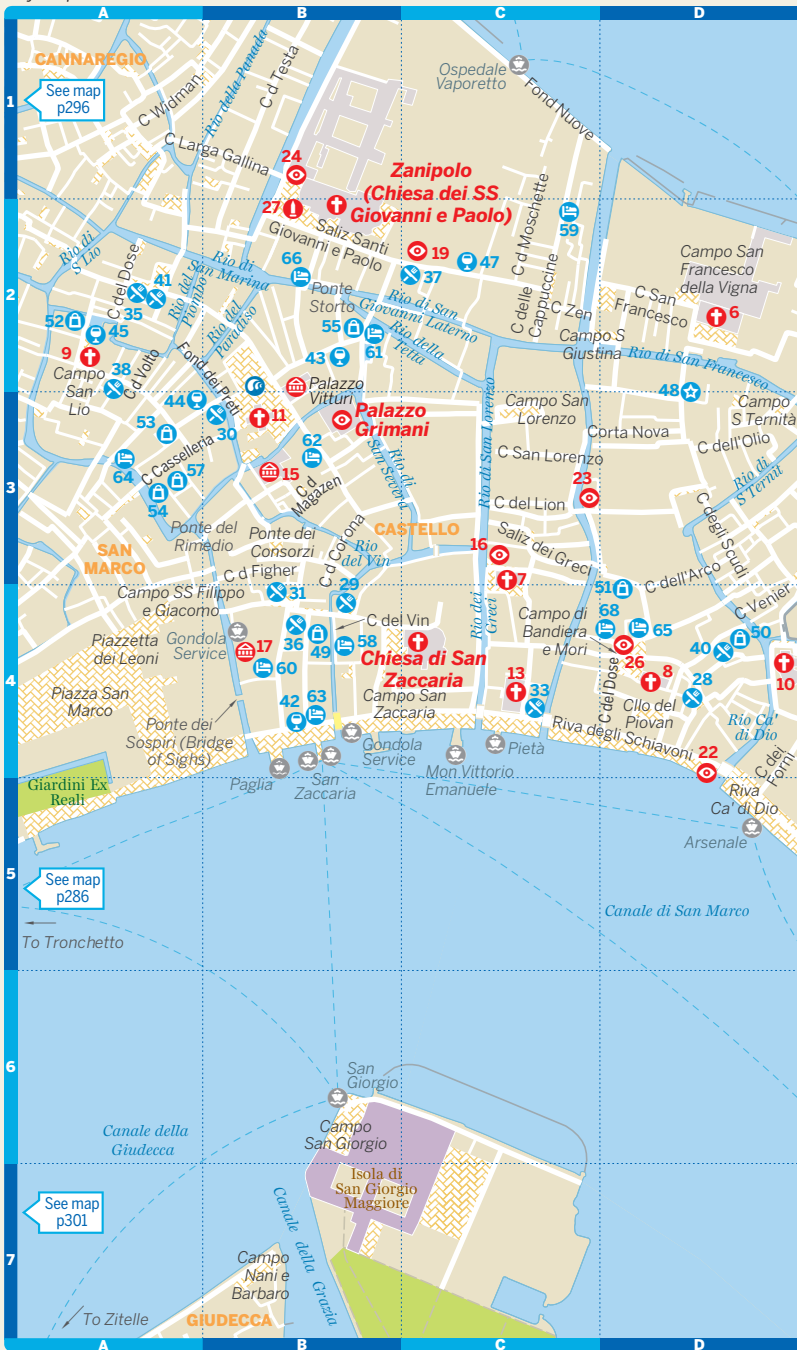 A
B
C
D
CANNAREGIO
See map
p296
1
C Widman
Rio della Panada
C d Testa
Ospedale
Vaporetto
Fond Nuove
C Larga Gallina
24
Zanipolo
(Chiesa dei SS
Giovanni e Paolo)
27
Saliz Santi
Giovanni e Paolo
19
47
37
59
C d Moschette
C delle
Cappuccine
Campo San
Francesco
della Vigna
6
Rio di
S Lio
C del Dose
41
35
Rio del
Piombo
Rio di
San Marina
Rio del
Paradiso
66
Ponte
Storto
Rio di San
Giovanni Laterno
C Zen
C San
Francesco
2
52
45
9
55
61
43
Rio della
Tetta
Campo S
Giustina
Rio di San Francesco
38
C d Volto
Campo
San
Lio
Fond dei Preti
Palazzo
Vitturi
48
44
11
30
Palazzo
Grimani
Campo San
Lorenzo
Campo
S Ternità
53
Corta Nova
C dell'Olio
C Casselleria
62
Rio di San Lorenzo
C San Lorenzo
Rio di
S Ternit
64
57
54
15
C d
Magazen
Rio di
San Severa
23
3
C del Lion
Ponte del
Rimedio
Ponte dei
Consorzi
C d Corona
CASTELLO
C degli Scudi
SAN
MARCO
Rio
del Vin
16
Saliz dei Greci
C d Figher
7
C dell'Arco
29
31
51
C Venier
Campo SS Filippo
e Giacomo
C del Vin
Rio dei
Greci
Campo di
Bandiera
e Mori
68
65
50
Piazzetta
dei Leoni
Gondola
Service
17
36
49
58
40
60
Chiesa di San
Zaccaria
26
8
10
4
13
28
Piazza San
Marco
42
63
Campo San
Zaccaria
33
C del Dose
Cllo del
Piovan
Rio Ca'
di Dio
Ponte dei
Sospiri (Bridge
of Sighs)
Riva degli Schiavoni
22
C dei
Forni
Gondola
Service
Pietà
Giardini Ex
Reali
Paglia
San
Zaccaria
Mon Vittorio
Emanuele
Riva
Ca' di Dio
Arsenale
5
See map
p286
Canale di San Marco
To Tronchetto
6
San
Giorgio
Campo
San Giorgio
Canale della
Giudecca
Isola di
San Giorgio
Maggiore
See map
p301
Canale della Grazia
7
Campo
Nani e
Barbaro
To Zitelle
GIUDECCA
A
B
C
D